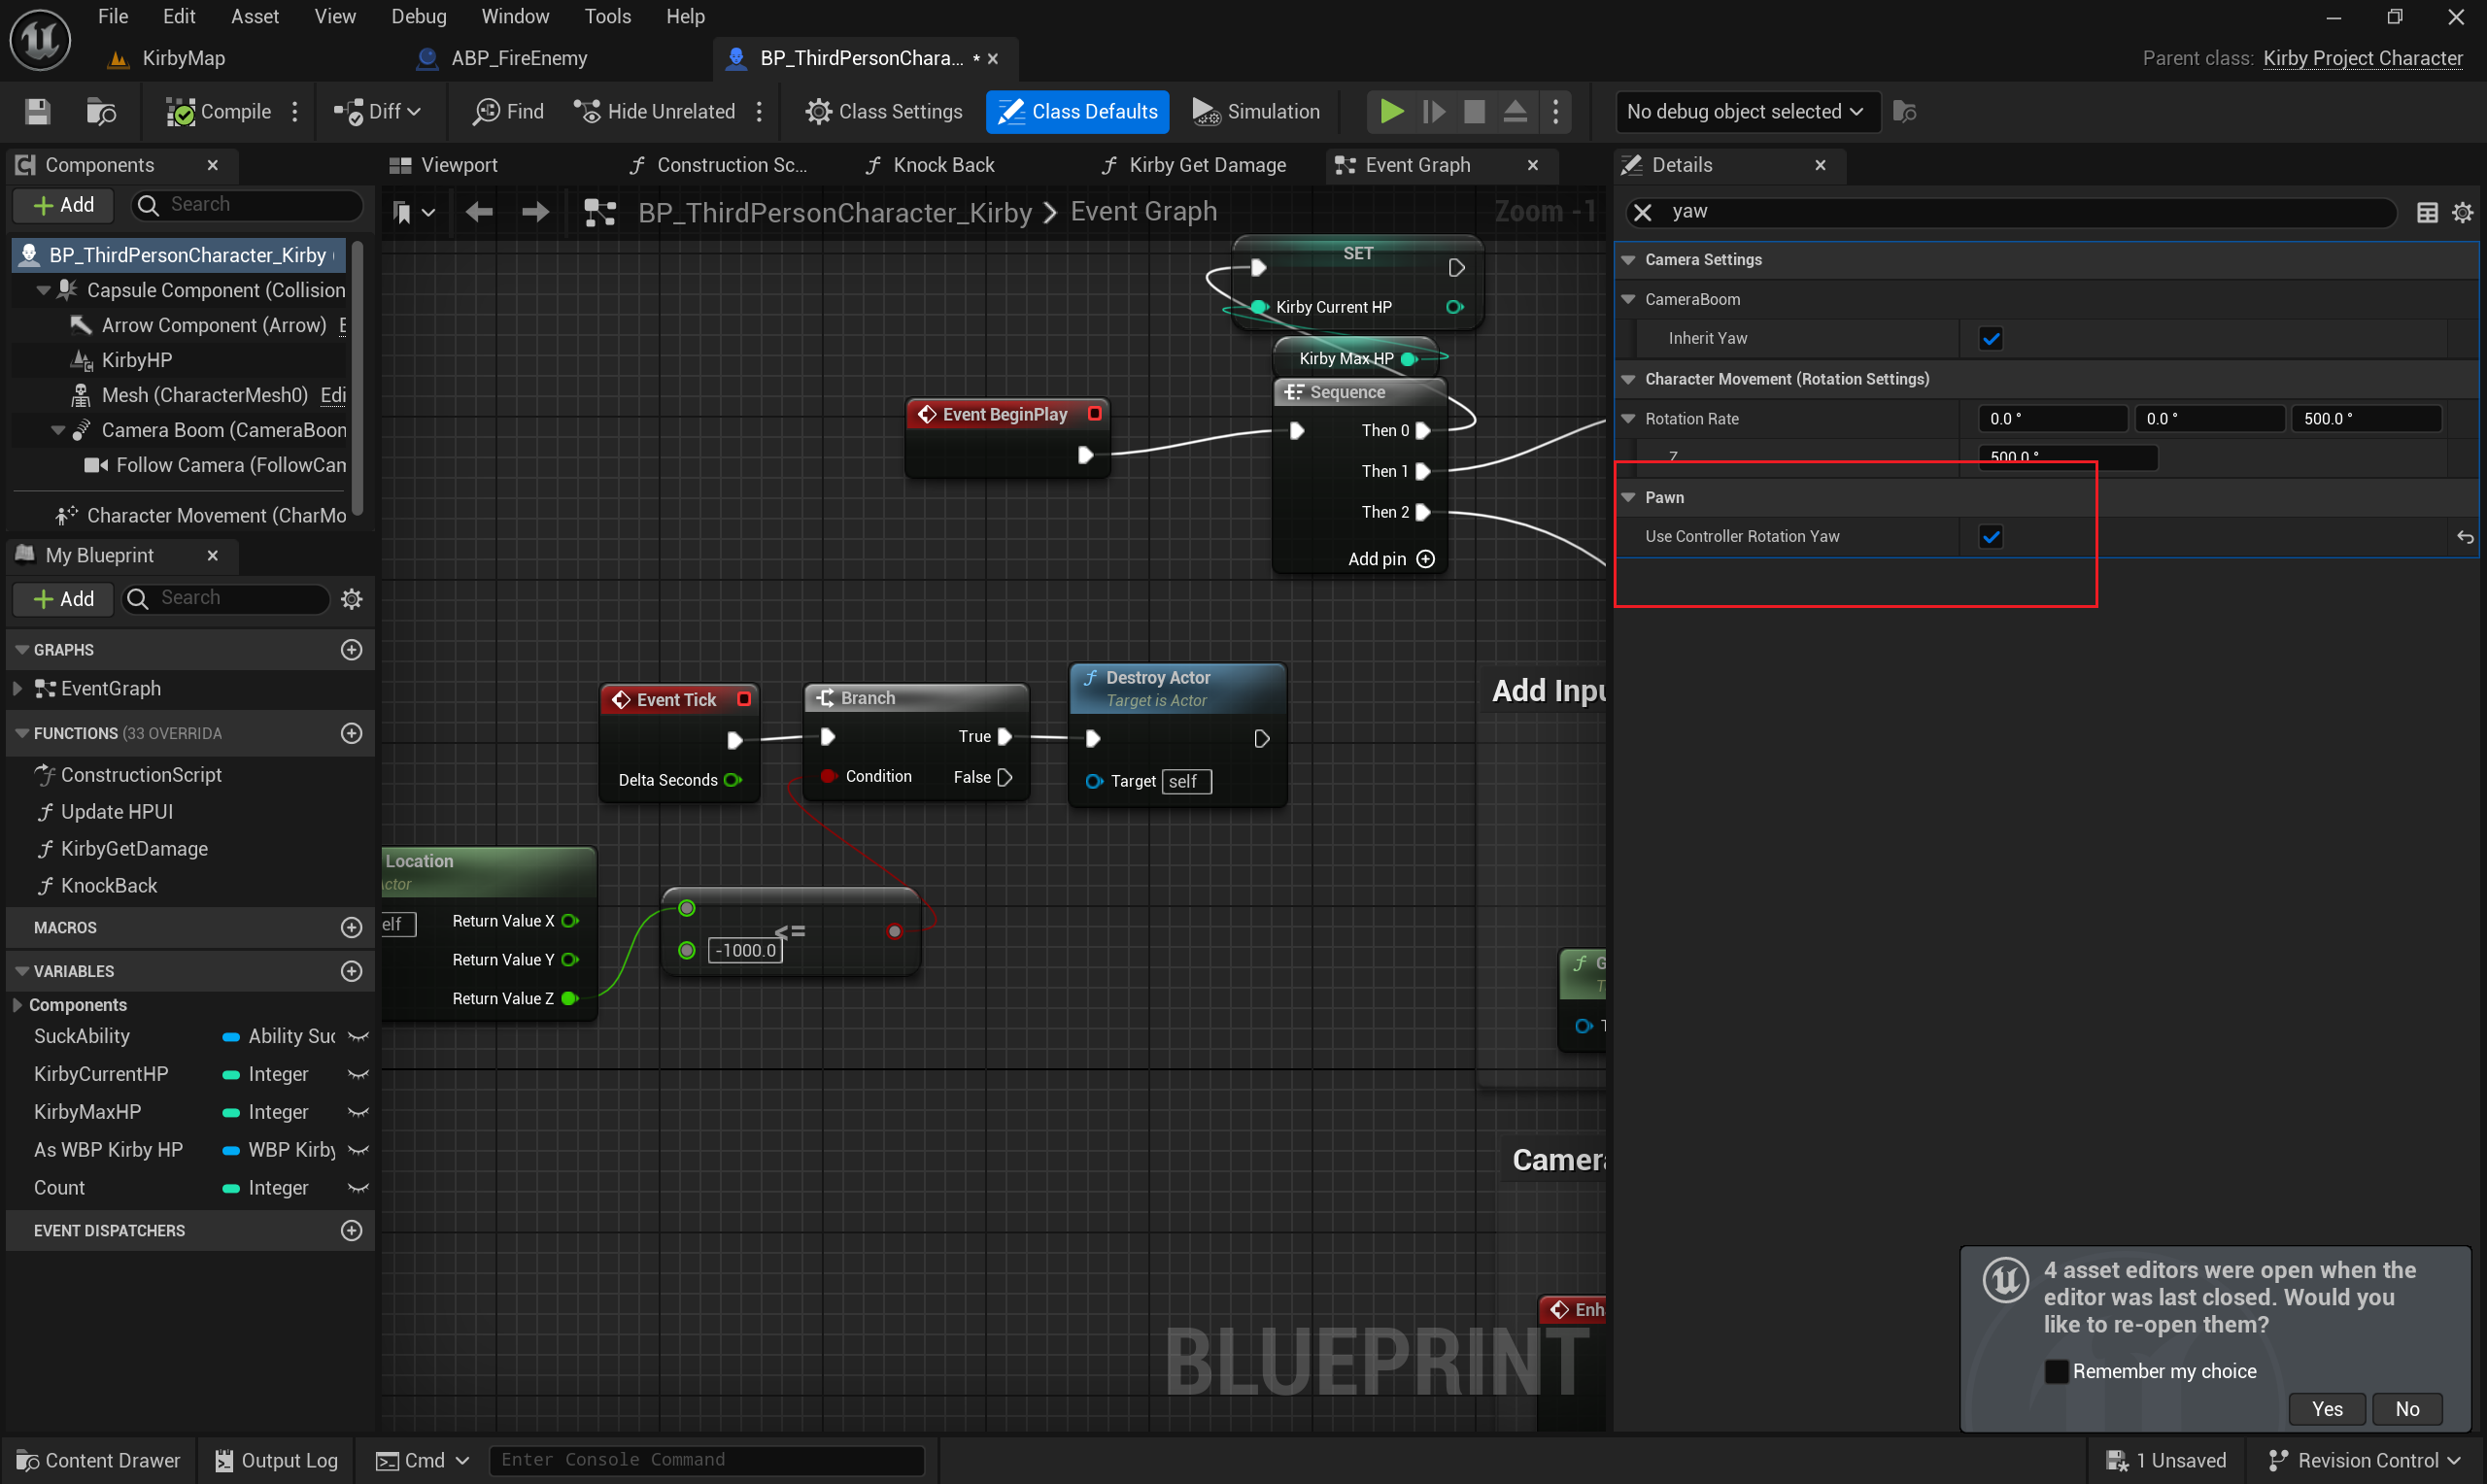 File Edit Asset View Debug Window Tools Help
KirbyMap
ABP_FireEnemy
BP_ThirdPersonChara... *
Parent class: Kirby Project Character
Compile
Diff
Find
Hide Unrelated
Class Settings
Class Defaults
Simulation
No debug object selected
Components
Viewport
Construction Sc...
Knock Back
Kirby Get Damage
Event Graph
Details
Add
Search
BP_ThirdPersonCharacter_Kirby > Event Graph
Zoom -1
yaw
BP_ThirdPersonCharacter_Kirby
Capsule Component (Collision
Arrow Component (Arrow)
KirbyHP
Mesh (CharacterMesh0) Edi
Camera Boom (CameraBoon
Follow Camera (FollowCam
Character Movement (CharMo
My Blueprint
Add
Search
GRAPHS
EventGraph
FUNCTIONS (33 OVERRIDA
ConstructionScript
Update HPUI
KirbyGetDamage
KnockBack
MACROS
VARIABLES
Components
SuckAbility Ability Suc
KirbyCurrentHP Integer
KirbyMaxHP Integer
As WBP Kirby HP WBP Kirby
Count Integer
EVENT DISPATCHERS
SET
Kirby Current HP
Kirby Max HP
Sequence
Then 0
Then 1
Then 2
Add pin
Event BeginPlay
Event Tick
Delta Seconds
Branch
True
Condition
False
Destroy Actor
Target is Actor
Target self
Location
Actor
elf
Return Value X
Return Value Y
Return Value Z
<=
-1000.0
Add Inpu
G
T
Camera
Enh
BLUEPRINT
Camera Settings
CameraBoom
Inherit Yaw
Character Movement (Rotation Settings)
Rotation Rate 0.0 ° 0.0 ° 500.0 °
Z 500.0 °
Pawn
Use Controller Rotation Yaw
4 asset editors were open when the
editor was last closed. Would you
like to re-open them?
Remember my choice
Yes No
Content Drawer
Output Log
Cmd
Enter Console Command
1 Unsaved
Revision Control